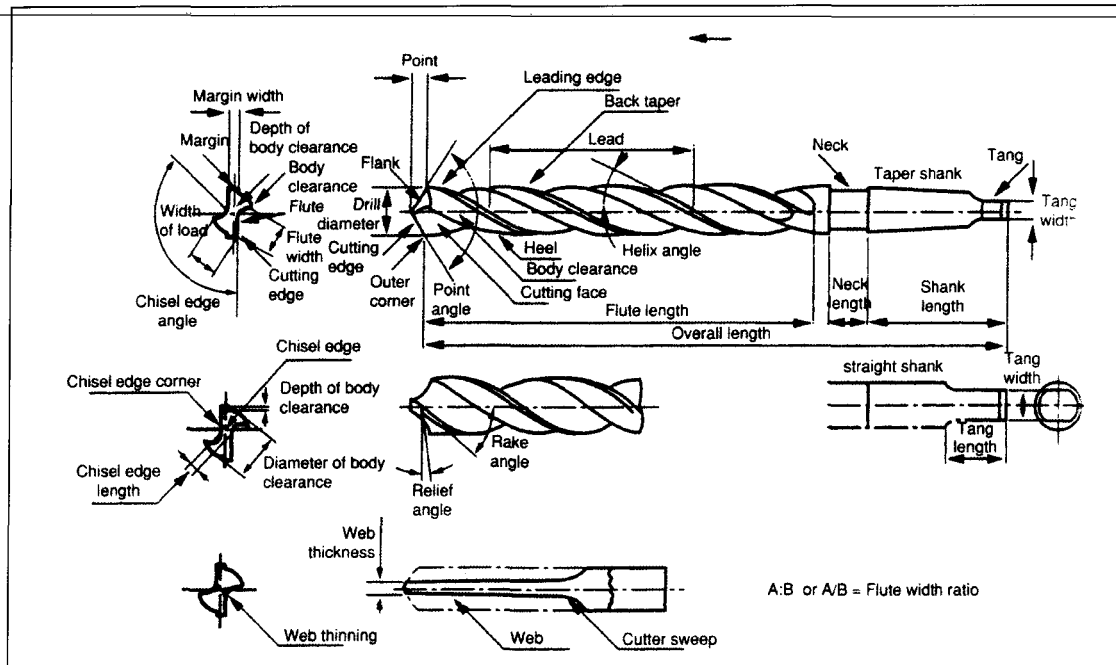 Point
Leading edge
Margin width
Back taper
Depth of
body clearance
Margin
Lead
Neck
Tang
Body
clearance
Flank
Taper shank
Flute
Drill
diameter
Tang
width
Width
of load
Flute
width
Cutting
edge
Cutting
edge
Heel
Helix angle
Outer
corner
Body clearance
Point
angle
Cutting face
Neck
length
Shank
length
Chisel edge
angle
Flute length
Overall length
Chisel edge
Chisel edge corner
Depth of body
clearance
straight shank
Tang
width
Rake
angle
Diameter of body
clearance
Tang
length
Chisel edge
length
Relief
angle
Web
thickness
A:B or A/B = Flute width ratio
Web thinning
Web
Cutter sweep